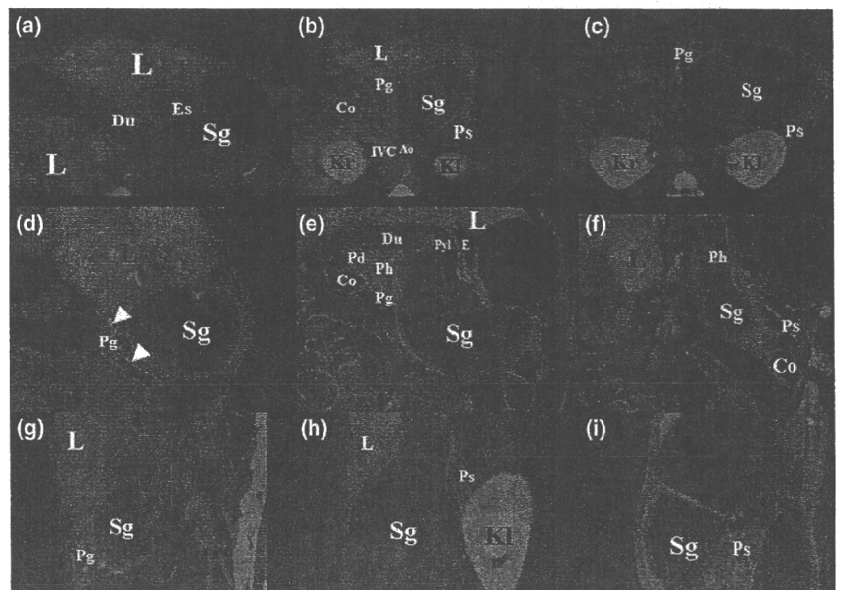 (a)
L
Es
Du
Sg
L
(b)
L
Pg
Co
Sg
Ps
IVC Ao
Kr
Kl
(c)
Pg
Sg
Ps
Kr
Kl
(d)
Pg
Sg
(e)
L
Du
Pyl
E
Pd
Ph
Co
Pg
Sg
(f)
L
Ph
Sg
Ps
Co
(g)
L
Sg
Pg
(h)
L
Ps
Sg
Kl
(i)
Sg
Ps